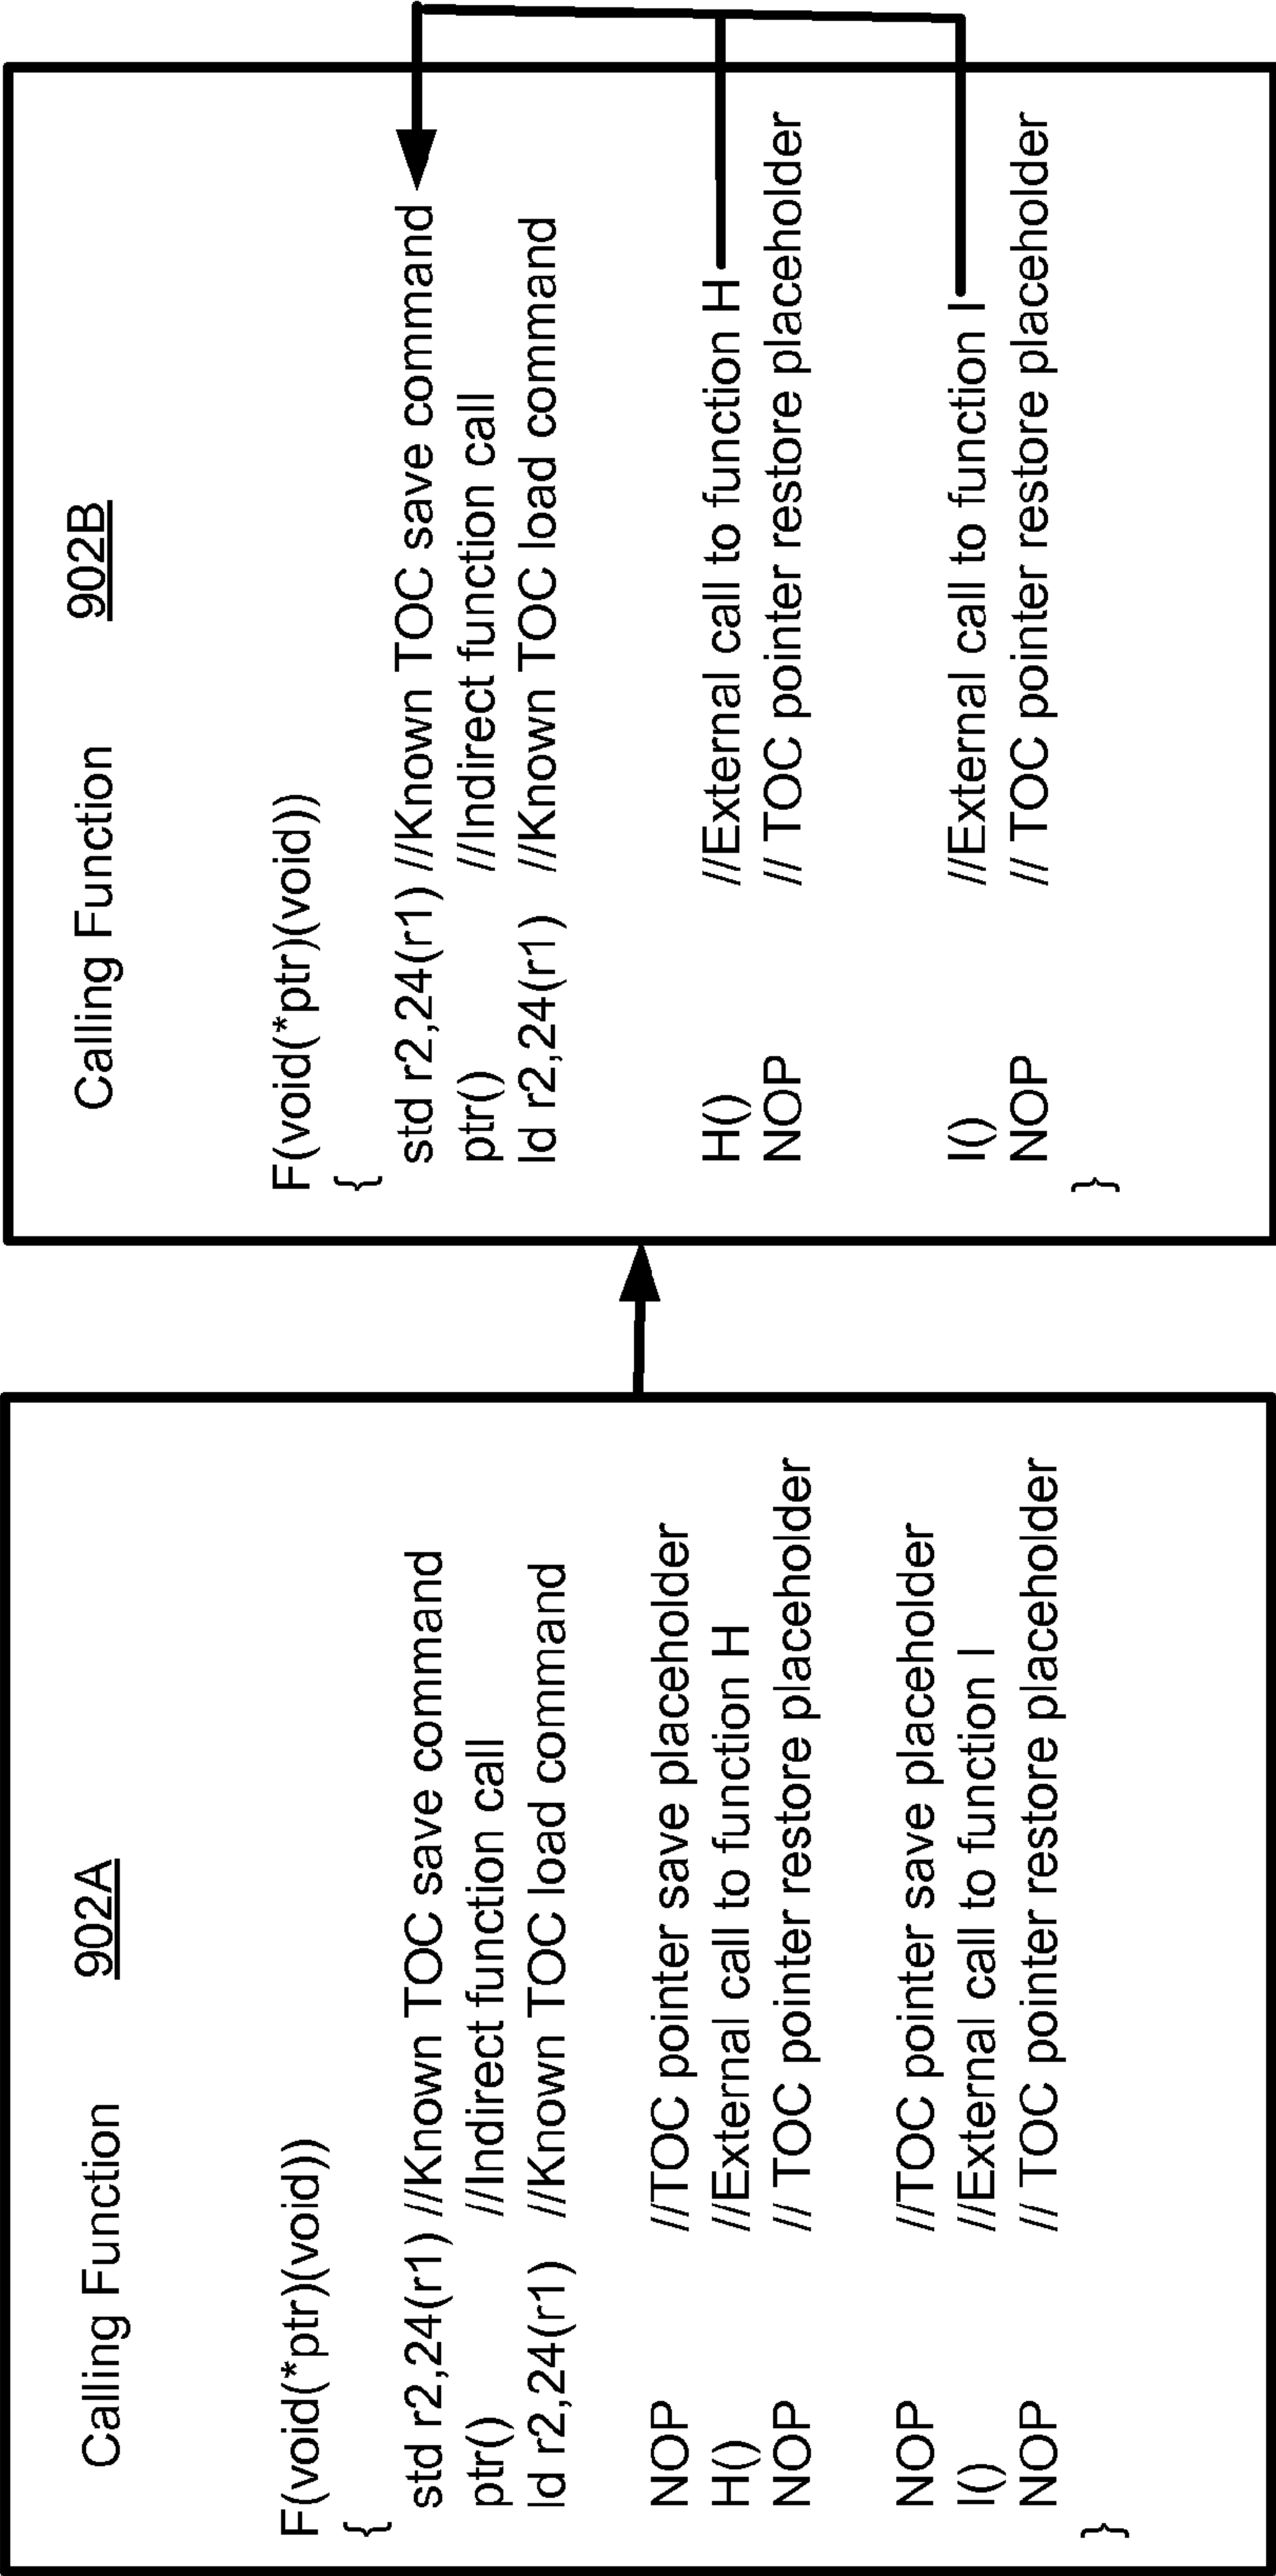 Calling Function 902A
F(void(*ptr)(void))
{
std r2,24(r1) //Known TOC save command
ptr() //Indirect function call
ld r2,24(r1) //Known TOC load command
NOP //TOC pointer save placeholder
H() //External call to function H
NOP // TOC pointer restore placeholder
NOP //TOC pointer save placeholder
I() //External call to function I
NOP // TOC pointer restore placeholder
}
Calling Function 902B
F(void(*ptr)(void))
{
std r2,24(r1) //Known TOC save command
ptr() //Indirect function call
ld r2,24(r1) //Known TOC load command
H() //External call to function H
NOP // TOC pointer restore placeholder
I() //External call to function I
NOP // TOC pointer restore placeholder
}